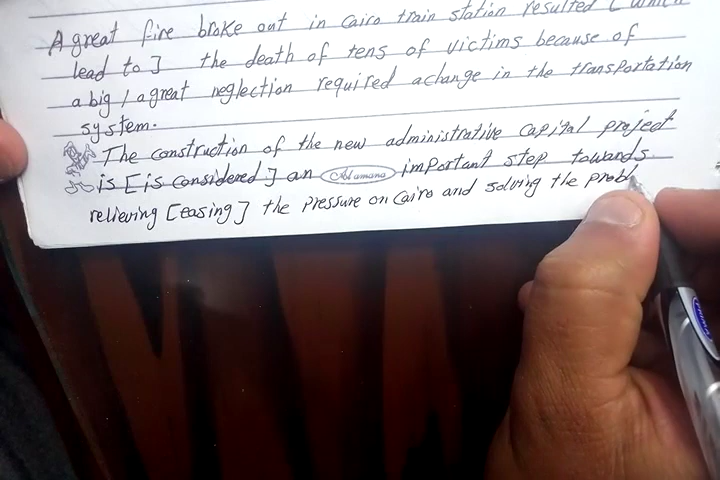 A great fire broke out in Cairo train station resulted [ which
lead to ] the death of tens of victims because of
a big / a great neglection required a change in the transportation
system.
The construction of the new administrative capital project
is [ is considered ] an important step towards
relieving [ easing ] the pressure on Cairo and solving the probl